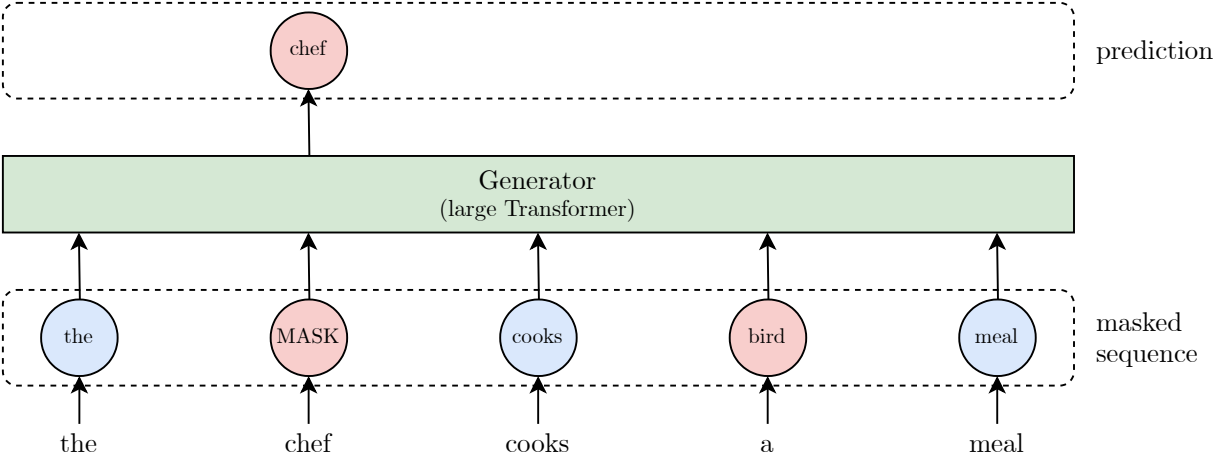 chef
prediction
Generator
(large Transformer)
the
MASK
cooks
bird
meal
masked
sequence
the
chef
cooks
a
meal